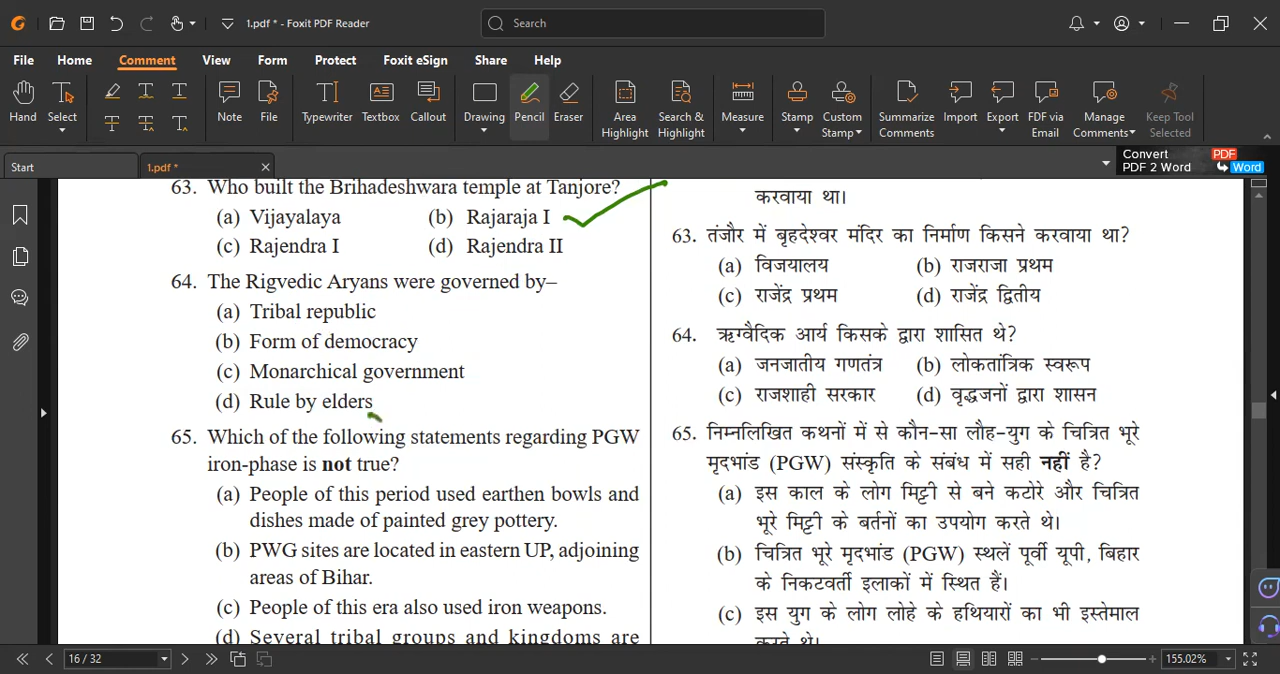 1.pdf * - Foxit PDF Reader
Search
File
Home
Comment
View
Form
Protect
Foxit eSign
Share
Help
Hand
Select
Note
File
Typewriter
Textbox
Callout
Drawing
Pencil
Eraser
Area Highlight
Search & Highlight
Measure
Stamp
Custom Stamp
Summarize Comments
Import
Export
FDF via Email
Manage Comments
Keep Tool Selected
Start
1.pdf *
Convert PDF
PDF 2 Word Word
63. Who built the Brihadeshwara temple at Tanjore?
(a) Vijayalaya (b) Rajaraja I
(c) Rajendra I (d) Rajendra II
64. The Rigvedic Aryans were governed by–
(a) Tribal republic
(b) Form of democracy
(c) Monarchical government
(d) Rule by elders
65. Which of the following statements regarding PGW
iron-phase is not true?
(a) People of this period used earthen bowls and
dishes made of painted grey pottery.
(b) PWG sites are located in eastern UP, adjoining
areas of Bihar.
(c) People of this era also used iron weapons.
(d) Several tribal groups and kingdoms are
करवाया था।
63. तंजौर में बृहदेश्वर मंदिर का निर्माण किसने करवाया था?
(a) विजयालय (b) राजराजा प्रथम
(c) राजेंद्र प्रथम (d) राजेंद्र द्वितीय
64. ऋग्वैदिक आर्य किसके द्वारा शासित थे?
(a) जनजातीय गणतंत्र (b) लोकतांत्रिक स्वरूप
(c) राजशाही सरकार (d) वृद्धजनों द्वारा शासन
65. निम्नलिखित कथनों में से कौन-सा लौह-युग के चित्रित भूरे
मृदभांड (PGW) संस्कृति के संबंध में सही नहीं है?
(a) इस काल के लोग मिट्टी से बने कटोरे और चित्रित
भूरे मिट्टी के बर्तनों का उपयोग करते थे।
(b) चित्रित भूरे मृदभांड (PGW) स्थलें पूर्वी यूपी, बिहार
के निकटवर्ती इलाकों में स्थित हैं।
(c) इस युग के लोग लोहे के हथियारों का भी इस्तेमाल
करते थे।
16 / 32
155.02%